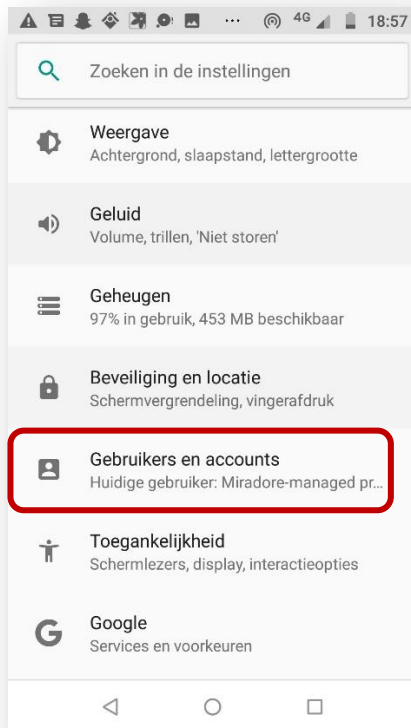 4G 18:57
Zoeken in de instellingen
Weergave
Achtergrond, slaapstand, lettergrootte
Geluid
Volume, trillen, 'Niet storen'
Geheugen
97% in gebruik, 453 MB beschikbaar
Beveiliging en locatie
Schermvergrendeling, vingerafdruk
Gebruikers en accounts
Huidige gebruiker: Miradore-managed pr...
Toegankelijkheid
Schermlezers, display, interactieopties
Google
Services en voorkeuren